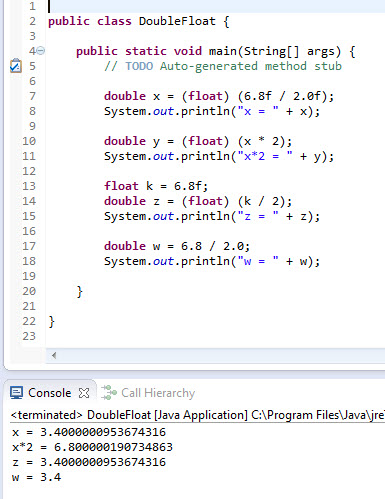 1
2 public class DoubleFloat {
3
4 public static void main(String[] args) {
5 // TODO Auto-generated method stub
6
7 double x = (float) (6.8f / 2.0f);
8 System.out.println("x = " + x);
9
10 double y = (float) (x * 2);
11 System.out.println("x*2 = " + y);
12
13 float k = 6.8f;
14 double z = (float) (k / 2);
15 System.out.println("z = " + z);
16
17 double w = 6.8 / 2.0;
18 System.out.println("w = " + w);
19
20 }
21
22 }
23
Console Call Hierarchy
<terminated> DoubleFloat [Java Application] C:\Program Files\Java\jre
x = 3.4000000953674316
x*2 = 6.800000190734863
z = 3.4000000953674316
w = 3.4